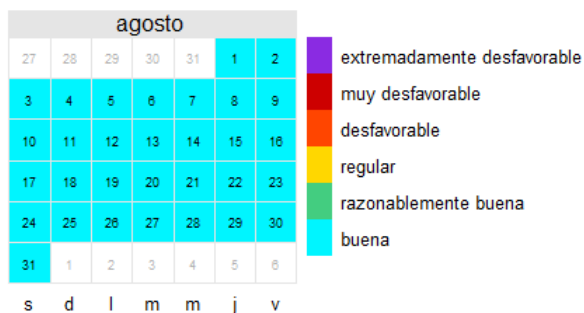 agosto
27 28 29 30 31 1 2
3 4 5 6 7 8 9
10 11 12 13 14 15 16
17 18 19 20 21 22 23
24 25 26 27 28 29 30
31 1 2 3 4 5 6
s d l m m j v
extremadamente desfavorable
muy desfavorable
desfavorable
regular
razonablemente buena
buena